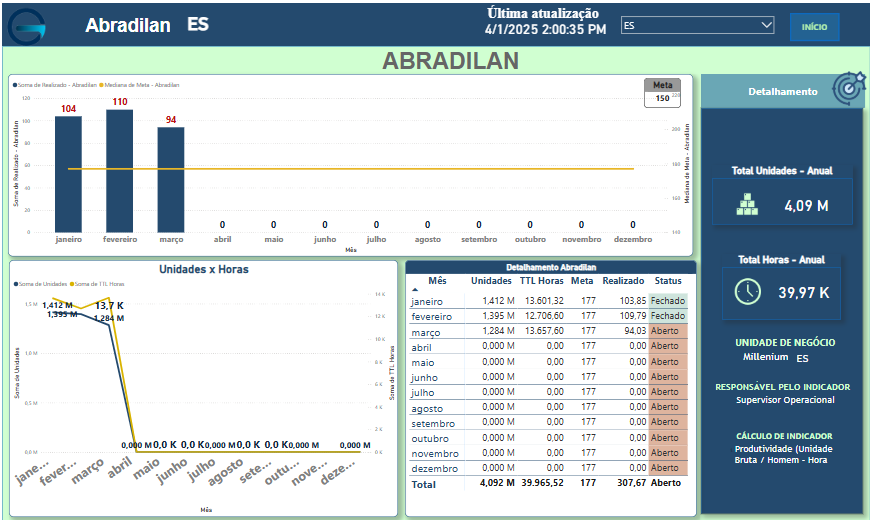 Abradilan ES
Última atualização
4/1/2025 2:00:35 PM
ES
INÍCIO
ABRADILAN
Soma de Realizado - Abradilan Mediana de Meta - Abradilan
Meta
150
Soma de Realizado - Abradilan
120
100
80
60
40
20
0
104
110
94
0 0 0 0 0 0 0 0 0
220
200
180
160
140
Mediana de Meta - Abradilan
janeiro fevereiro março abril maio junho julho agosto setembro outubro novembro dezembro
Mês
Unidades x Horas
Soma de Unidades Soma de TTL Horas
Soma de Unidades
1,5 M
1,0 M
0,5 M
0,0 M
1,412 M
1,395 M
13,7 K
1,284 M
0,000 M 0,0 K 0,0 K 0,000 M 0,0 K 0,0 K 0,000 M 0,000 M
14 K
12 K
10 K
8 K
6 K
4 K
2 K
0 K
Soma de TTL Horas
jane... fever... março abril maio junho julho agosto sete... outu... nove... deze...
Mês
Detalhamento Abradilan
Mês Unidades TTL Horas Meta Realizado Status
janeiro 1,412 M 13.601,32 177 103,85 Fechado
fevereiro 1,395 M 12.706,60 177 109,79 Fechado
março 1,284 M 13.657,60 177 94,03 Aberto
abril 0,000 M 0,00 177 0,00 Aberto
maio 0,000 M 0,00 177 0,00 Aberto
junho 0,000 M 0,00 177 0,00 Aberto
julho 0,000 M 0,00 177 0,00 Aberto
agosto 0,000 M 0,00 177 0,00 Aberto
setembro 0,000 M 0,00 177 0,00 Aberto
outubro 0,000 M 0,00 177 0,00 Aberto
novembro 0,000 M 0,00 177 0,00 Aberto
dezembro 0,000 M 0,00 177 0,00 Aberto
Total 4,092 M 39.965,52 177 307,67 Aberto
Detalhamento
Total Unidades - Anual
4,09 M
Total Horas - Anual
39,97 K
UNIDADE DE NEGÓCIO
Millenium ES
RESPONSÁVEL PELO INDICADOR
Supervisor Operacional
CÁLCULO DE INDICADOR
Produtividade (Unidade
Bruta / Homem - Hora